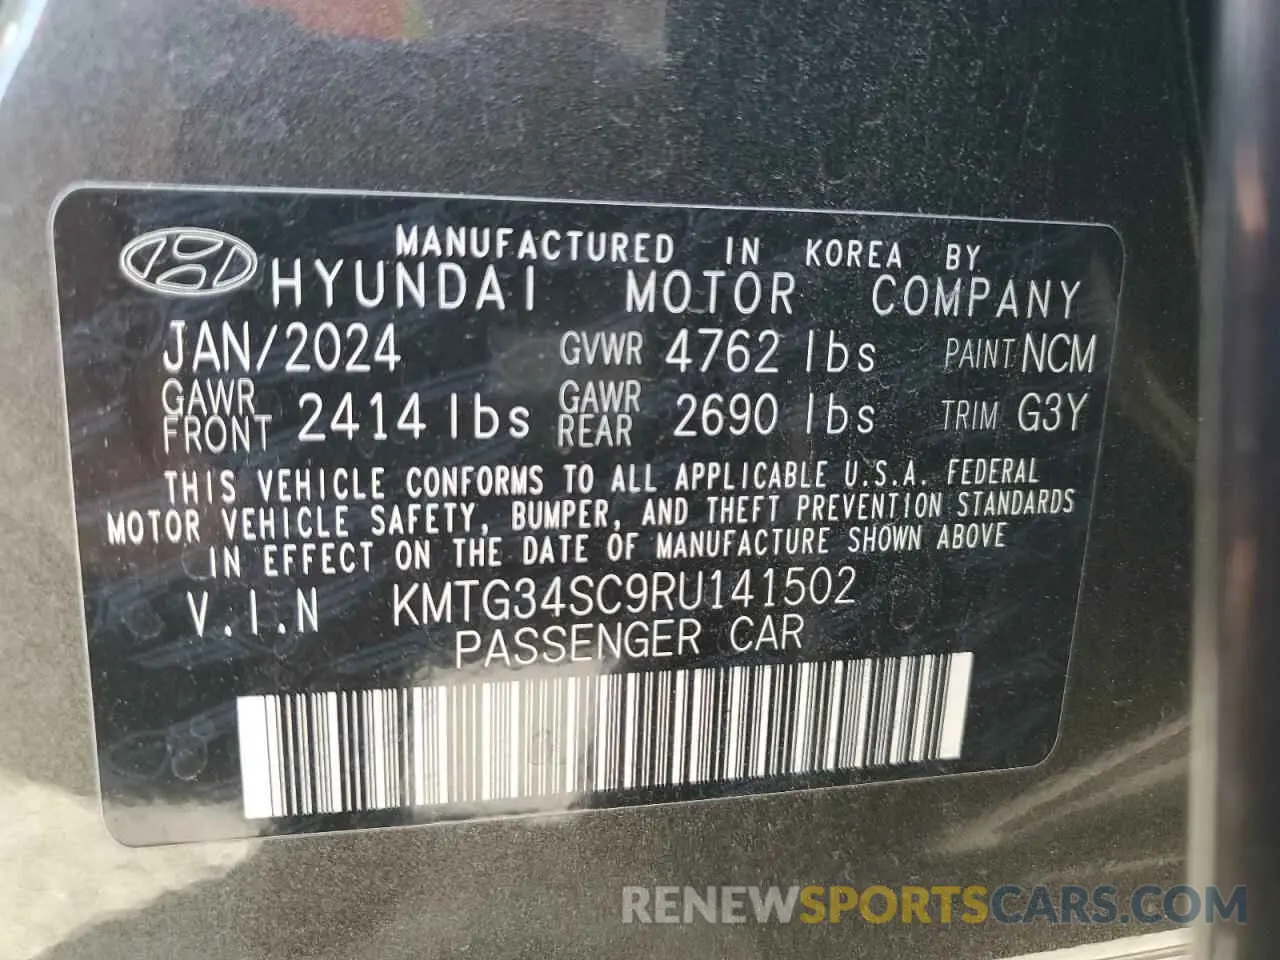 MANUFACTURED IN KOREA BY
HYUNDAI MOTOR COMPANY
JAN/2024 GVWR 4762 lbs PAINT NCM
GAWR FRONT 2414 lbs GAWR REAR 2690 lbs TRIM G3Y
THIS VEHICLE CONFORMS TO ALL APPLICABLE U.S.A. FEDERAL
MOTOR VEHICLE SAFETY, BUMPER, AND THEFT PREVENTION STANDARDS
IN EFFECT ON THE DATE OF MANUFACTURE SHOWN ABOVE
V.I.N KMTG34SC9RU141502
PASSENGER CAR
RENEWSPORTSCARS.COM